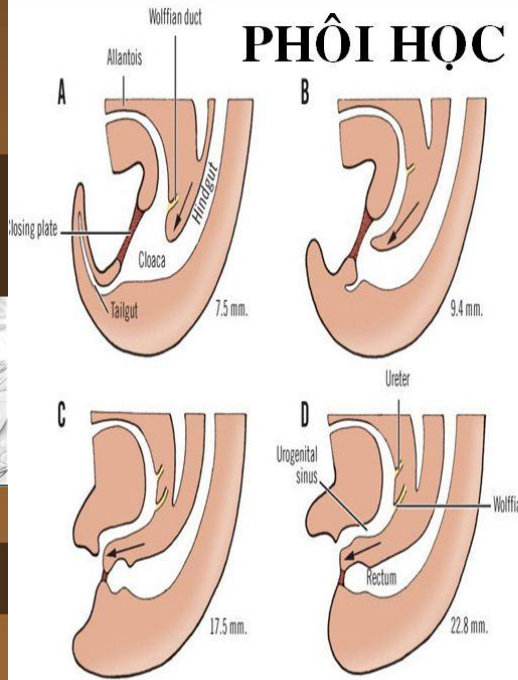 PHÔI HỌC
Wolffian duct
Allantois
A
Hindgut
Closing plate
Cloaca
Tailgut
7.5 mm.
B
9.4 mm.
C
17.5 mm.
D
Ureter
Urogenital
sinus
Wolffia
Rectum
22.8 mm.